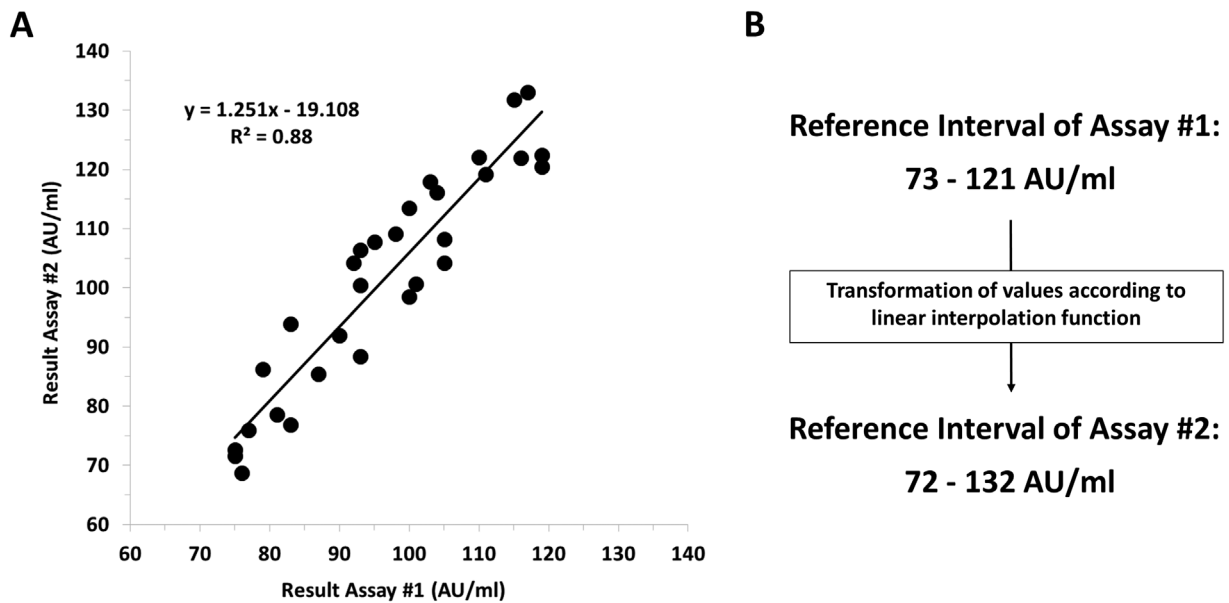 A
140
130
120
110
100
90
80
70
60
Result Assay #2 (AU/ml)
y = 1.251x - 19.108
R² = 0.88
60 70 80 90 100 110 120 130 140
Result Assay #1 (AU/ml)
B
Reference Interval of Assay #1:
73 - 121 AU/ml
Transformation of values according to
linear interpolation function
Reference Interval of Assay #2:
72 - 132 AU/ml